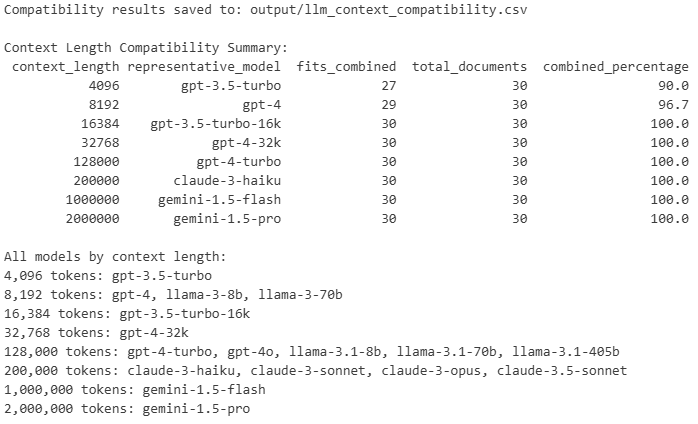 Compatibility results saved to: output/llm_context_compatibility.csv
Context Length Compatibility Summary:
context_length representative_model fits_combined total_documents combined_percentage
4096 gpt-3.5-turbo 27 30 90.0
8192 gpt-4 29 30 96.7
16384 gpt-3.5-turbo-16k 30 30 100.0
32768 gpt-4-32k 30 30 100.0
128000 gpt-4-turbo 30 30 100.0
200000 claude-3-haiku 30 30 100.0
1000000 gemini-1.5-flash 30 30 100.0
2000000 gemini-1.5-pro 30 30 100.0
All models by context length:
4,096 tokens: gpt-3.5-turbo
8,192 tokens: gpt-4, llama-3-8b, llama-3-70b
16,384 tokens: gpt-3.5-turbo-16k
32,768 tokens: gpt-4-32k
128,000 tokens: gpt-4-turbo, gpt-4o, llama-3.1-8b, llama-3.1-70b, llama-3.1-405b
200,000 tokens: claude-3-haiku, claude-3-sonnet, claude-3-opus, claude-3.5-sonnet
1,000,000 tokens: gemini-1.5-flash
2,000,000 tokens: gemini-1.5-pro